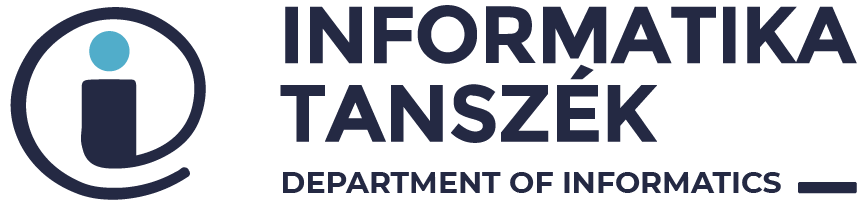 INFORMATIKA
TANSZÉK
DEPARTMENT OF INFORMATICS